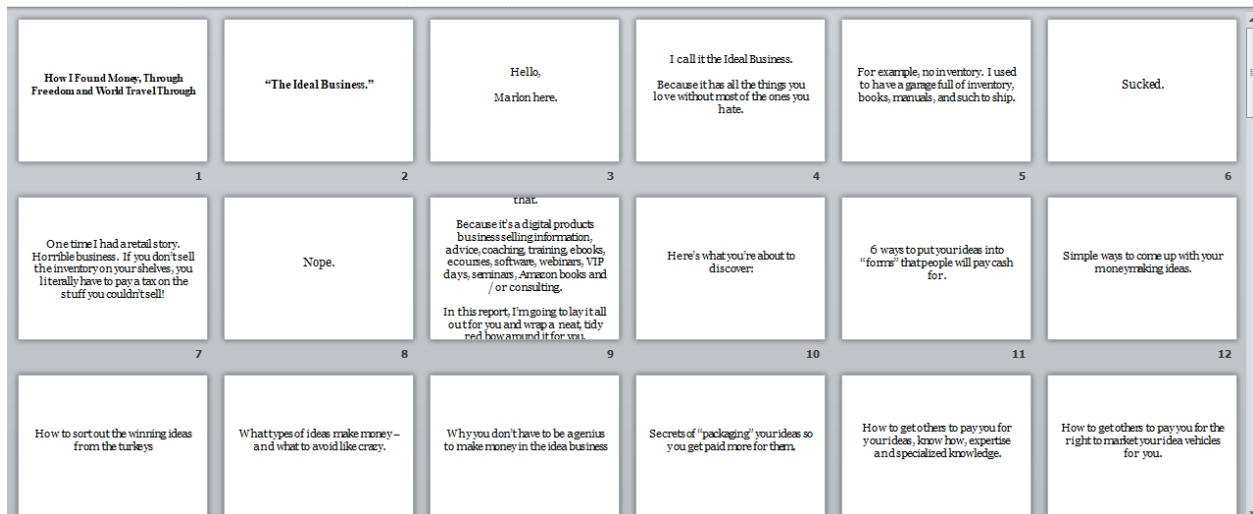 How I Found Money, Through
Freedom and World Travel Through
1
“The Ideal Business.”
2
Hello,
Marlon here.
3
I call it the Ideal Business.
Because it has all the things you
love without most of the ones you
hate.
4
For example, no inventory. I used
to have a garage full of inventory,
books, manuals, and such to ship.
5
Sucked.
6
One time I had a retail story.
Horrible business. If you don’t sell
the inventory on your shelves, you
literally have to pay a tax on the
stuff you couldn’t sell!
7
Nope.
8
that.
Because it’s a digital products
business selling information,
advice, coaching, training, ebooks,
ecourses, software, webinars, VIP
days, seminars, Amazon books and
/ or consulting.
In this report, I’m going to lay it all
out for you and wrap a neat, tidy
red bow around it for you.
9
Here’s what you’re about to
discover:
10
6 ways to put your ideas into
“forms” that people will pay cash
for.
11
Simple ways to come up with your
moneymaking ideas.
12
How to sort out the winning ideas
from the turkeys
What types of ideas make money –
and what to avoid like crazy.
Why you don’t have to be a genius
to make money in the idea business
Secrets of “packaging” your ideas so
you get paid more for them.
How to get others to pay you for
your ideas, know how, expertise
and specialized knowledge.
How to get others to pay you for the
right to market your idea vehicles
for you.